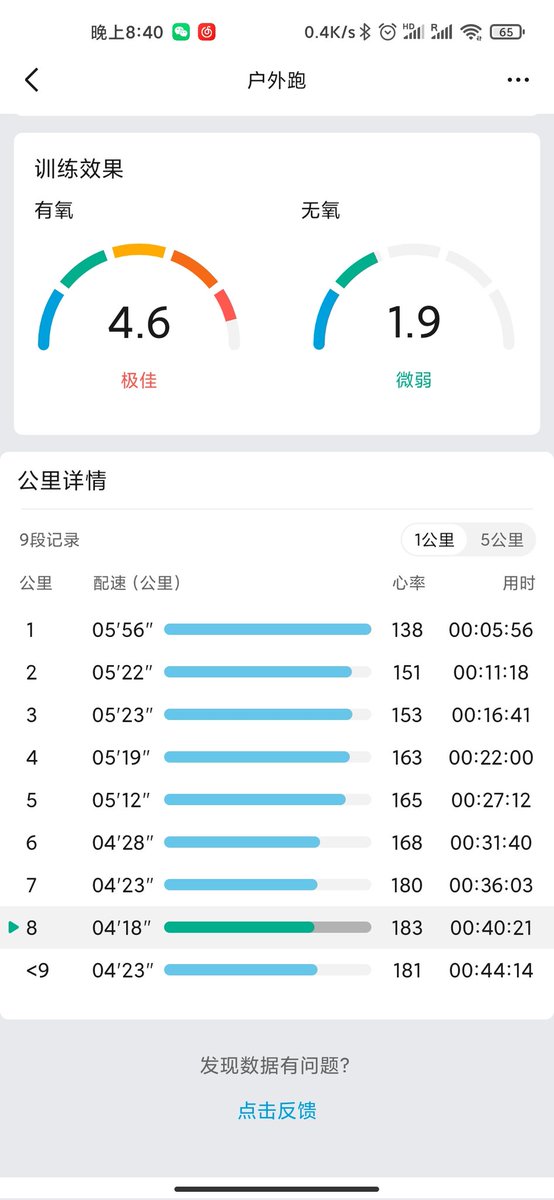 晚上8:40 0.4K/s HD R 65
户外跑
训练效果
有氧 无氧
4.6 1.9
极佳 微弱
公里详情
9段记录 1公里 5公里
公里 配速（公里） 心率 用时
1 05'56" 138 00:05:56
2 05'22" 151 00:11:18
3 05'23" 153 00:16:41
4 05'19" 163 00:22:00
5 05'12" 165 00:27:12
6 04'28" 168 00:31:40
7 04'23" 180 00:36:03
8 04'18" 183 00:40:21
<9 04'23" 181 00:44:14
发现数据有问题？
点击反馈